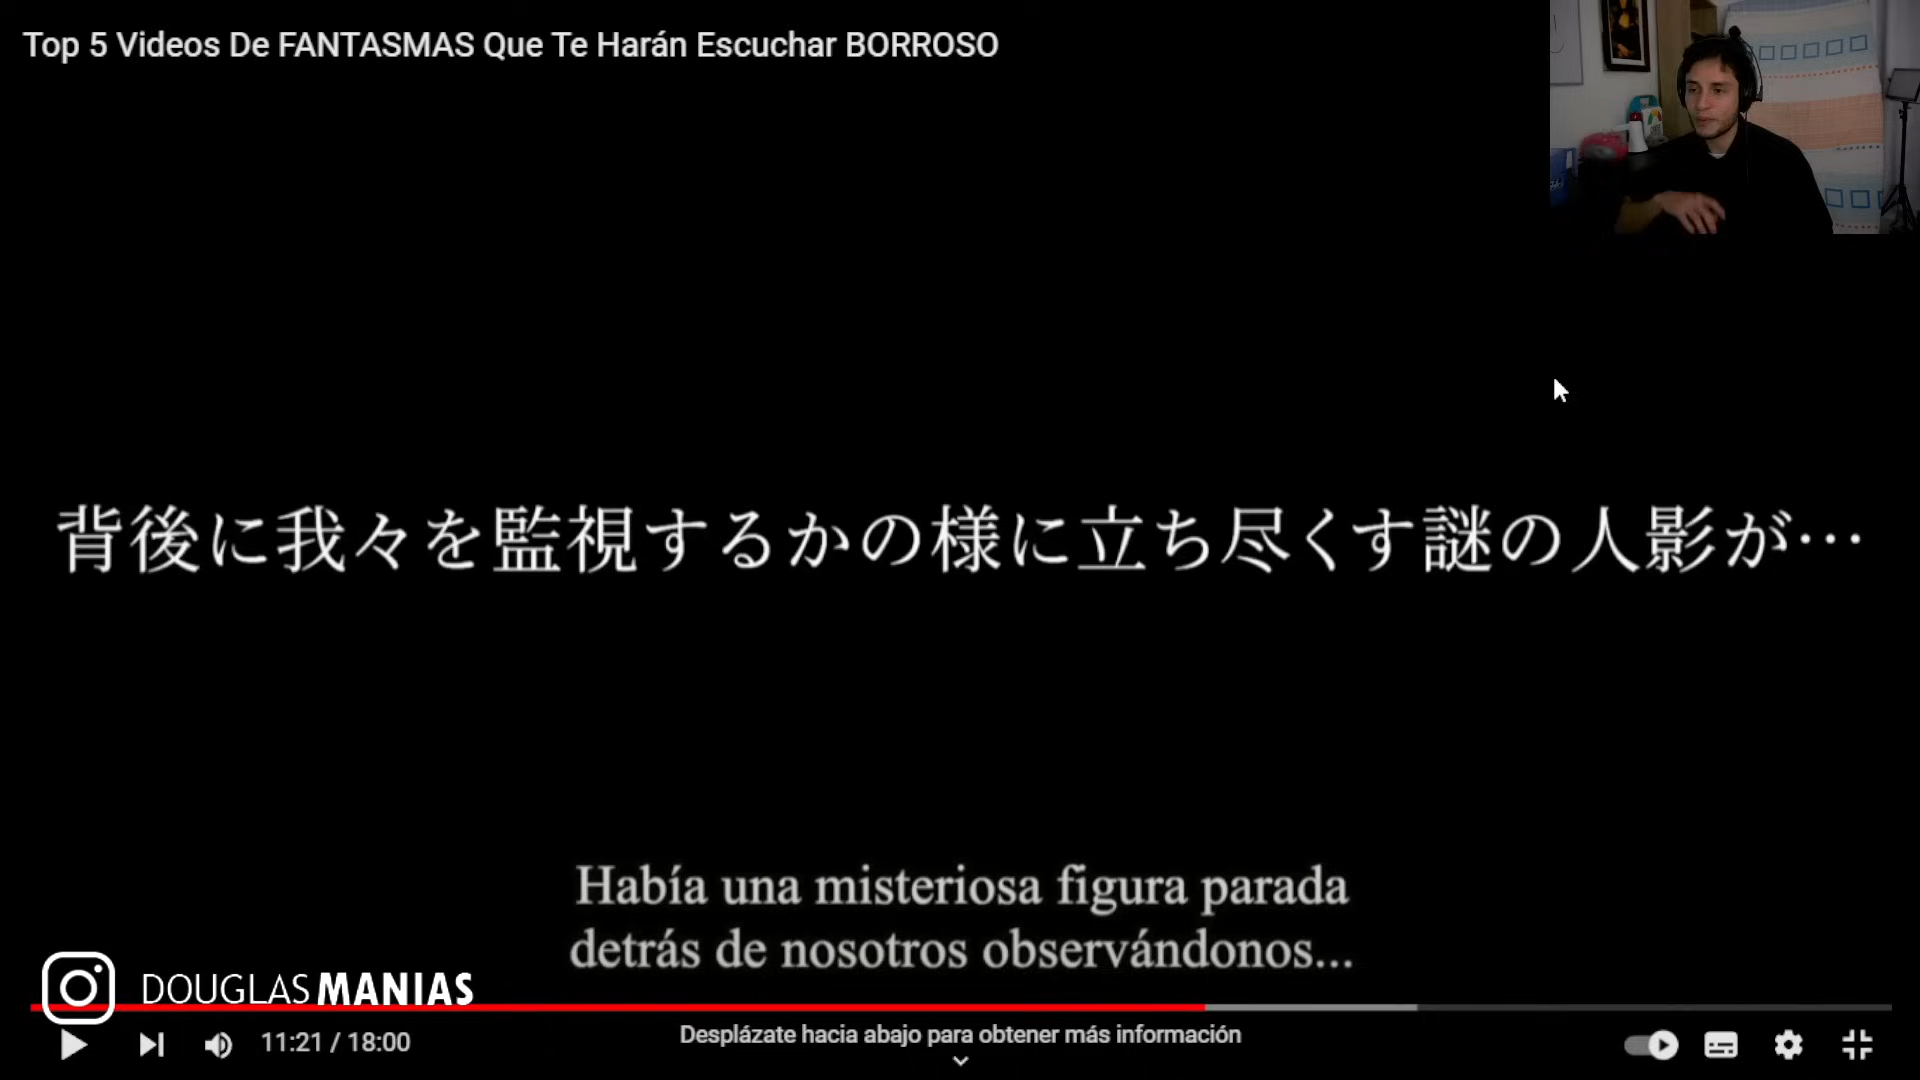 Top 5 Videos De FANTASMAS Que Te Harán Escuchar BORROSO
背後に我々を監視するかの様に立ち尽くす謎の人影が…
Había una misteriosa figura parada
detrás de nosotros observándonos...
DOUGLASMANIAS
11:21 / 18:00
Desplázate hacia abajo para obtener más información